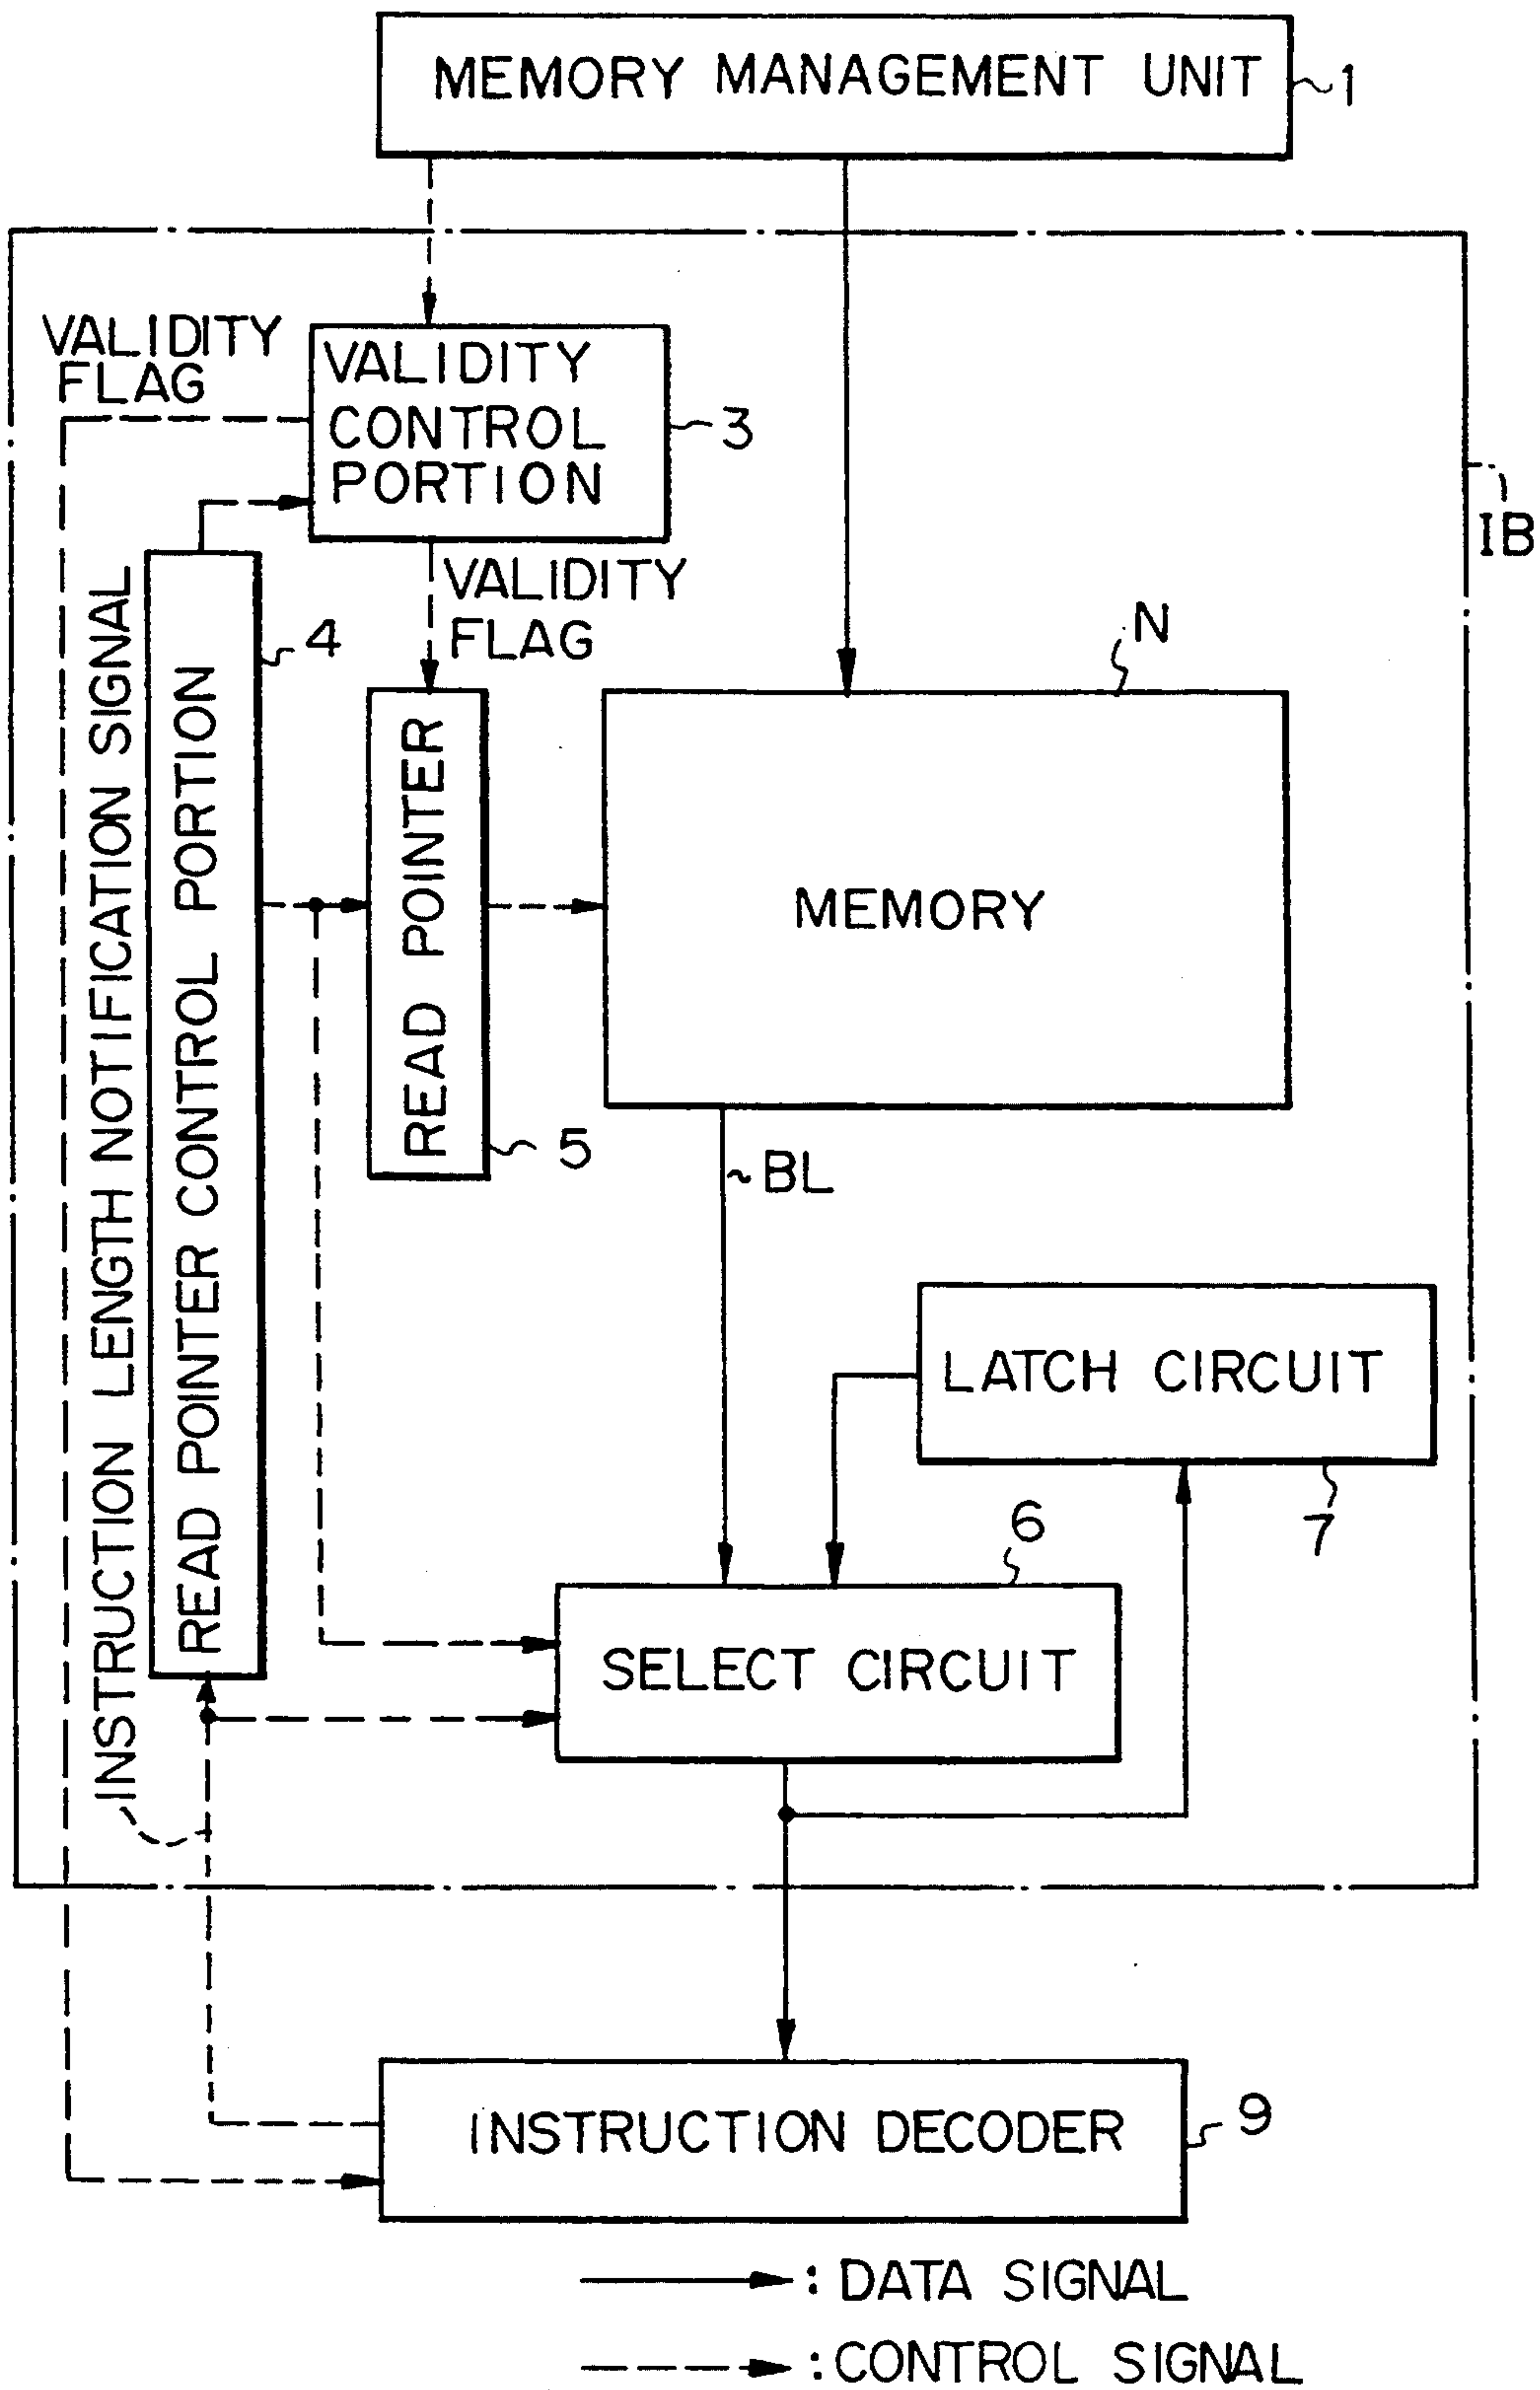 MEMORY MANAGEMENT UNIT
1
VALIDITY
FLAG
VALIDITY
CONTROL
PORTION
3
IB
VALIDITY
FLAG
INSTRUCTION LENGTH NOTIFICATION SIGNAL
READ POINTER CONTROL PORTION
4
READ POINTER
5
N
MEMORY
BL
LATCH CIRCUIT
7
6
SELECT CIRCUIT
INSTRUCTION DECODER
9
: DATA SIGNAL
: CONTROL SIGNAL